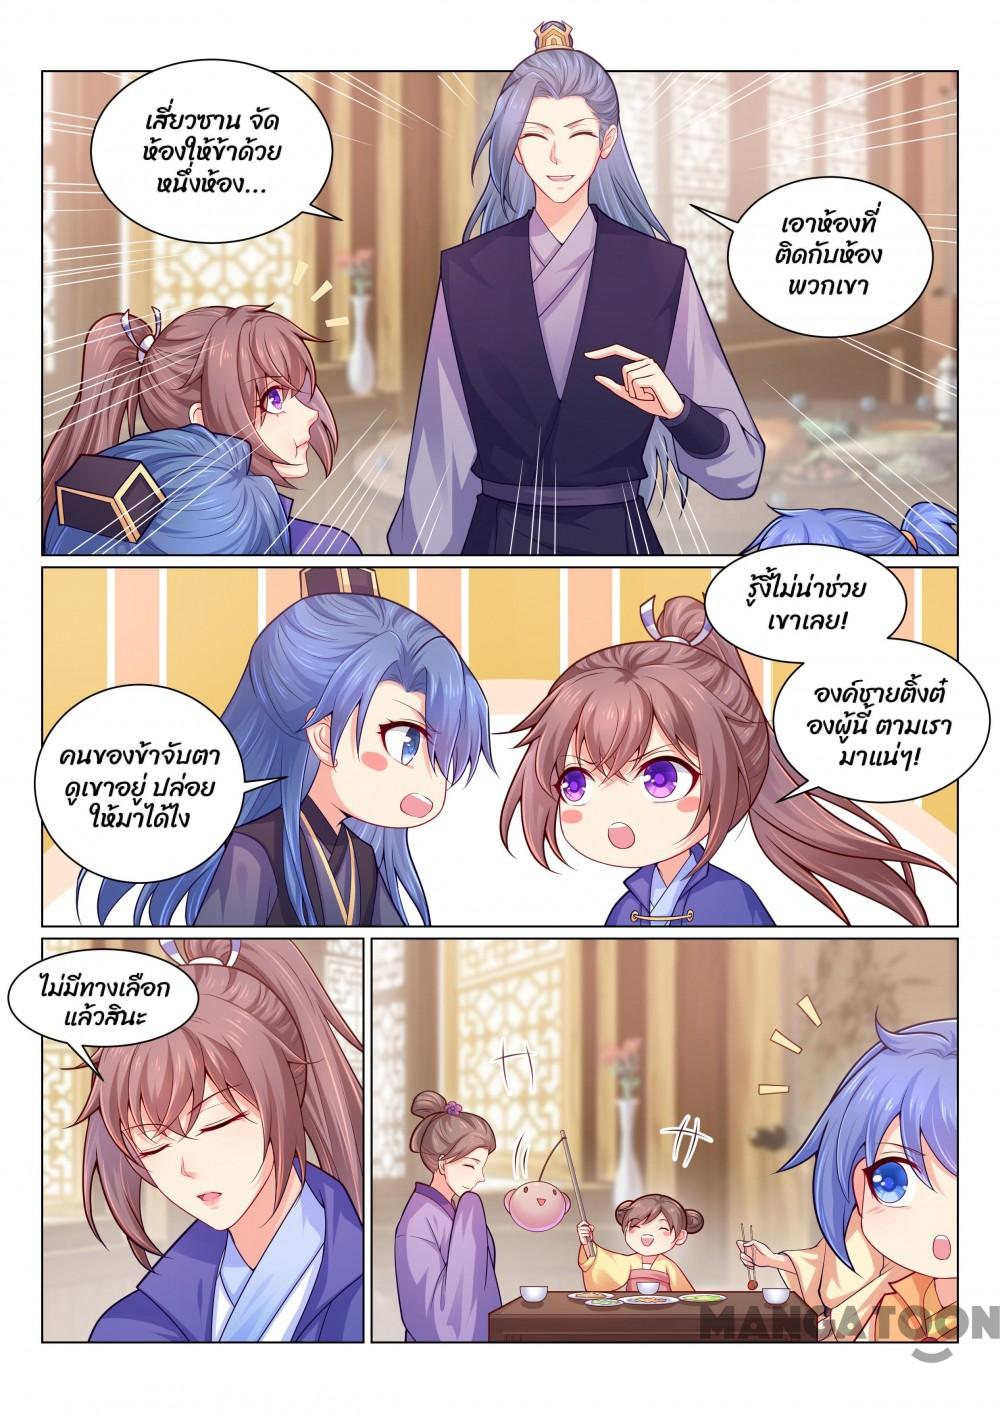 เสี่ยวซาน จัด
ห้องให้ข้าด้วย
หนึ่งห้อง...
เอาห้องที่
ติดกับห้อง
พวกเขา
รู้งี้ไม่น่าช่วย
เขาเลย!
องค์ชายติ้งต๋
องผู้นี้ ตามเรา
มาแน่ๆ!
คนของข้าจับตา
ดูเขาอยู่ ปล่อย
ให้มาได้ไง
ไม่มีทางเลือก
แล้วสินะ
MANGATOON